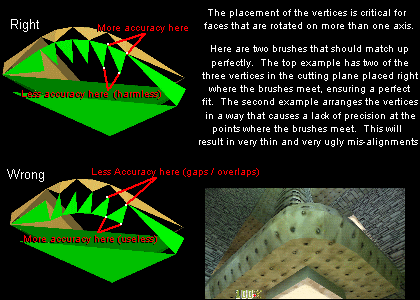 Right
More accuracy here
Less accuracy here (harmless)
The placement of the vertices is critical for
faces that are rotated on more than one axis.
Here are two brushes that should match up
perfectly. The top example has two of
the three vertices in the cutting plane placed right
where the brushes meet, ensuring a perfect
fit. The second example arranges the vertices
in a way that causes a lack of precision at the
points where the brushes meet. This will
result in very thin and very ugly mis-alignments
Wrong
Less Accuracy here (gaps / overlaps)
More accuracy here (useless)
100